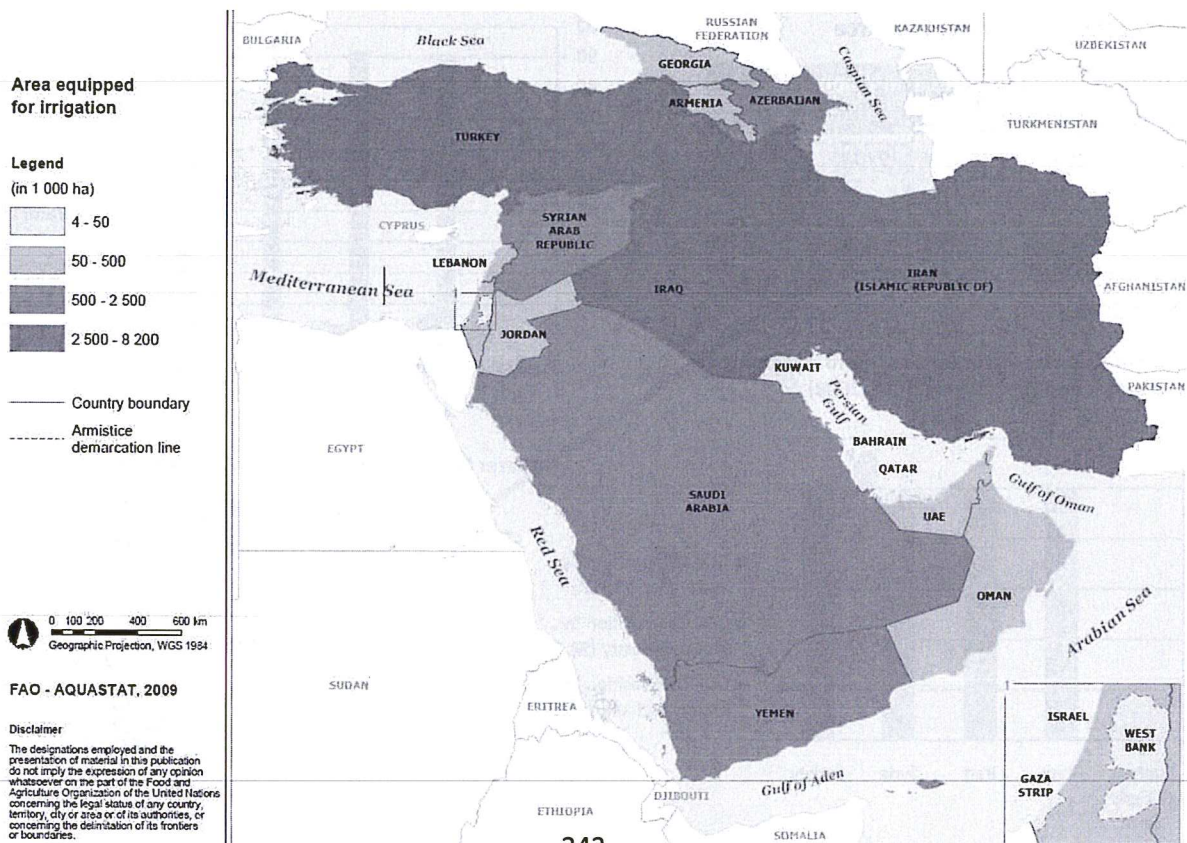 Area equipped
for irrigation
Legend
(in 1 000 ha)
4 - 50
50 - 500
500 - 2 500
2 500 - 8 200
Country boundary
Armistice
demarcation line
0 100 200 400 600 km
Geographic Projection, WGS 1984
FAO - AQUASTAT, 2009
Disclaimer
The designations employed and the
presentation of material in this publication
do not imply the expression of any opinion
whatsoever on the part of the Food and
Agriculture Organization of the United Nations
concerning the legal status of any country,
territory, city or area or of its authorities, or
concerning the delimitation of its frontiers
or boundaries.
BULGARIA
Black Sea
RUSSIAN
FEDERATION
KAZAKHSTAN
UZBEKISTAN
GEORGIA
Caspian Sea
ARMENIA
AZERBAIJAN
TURKMENISTAN
TURKEY
CYPRUS
SYRIAN
ARAB
REPUBLIC
LEBANON
Mediterranean Sea
1
IRAQ
IRAN
(ISLAMIC REPUBLIC OF)
AFGHANISTAN
JORDAN
KUWAIT
Persian
Gulf
PAKISTAN
EGYPT
BAHRAIN
QATAR
Gulf of Oman
SAUDI
ARABIA
UAE
Red Sea
OMAN
Arabian Sea
SUDAN
ERITREA
YEMEN
1
ISRAEL
WEST
BANK
GAZA
STRIP
Gulf of Aden
DJIBOUTI
ETHIOPIA
SOMALIA